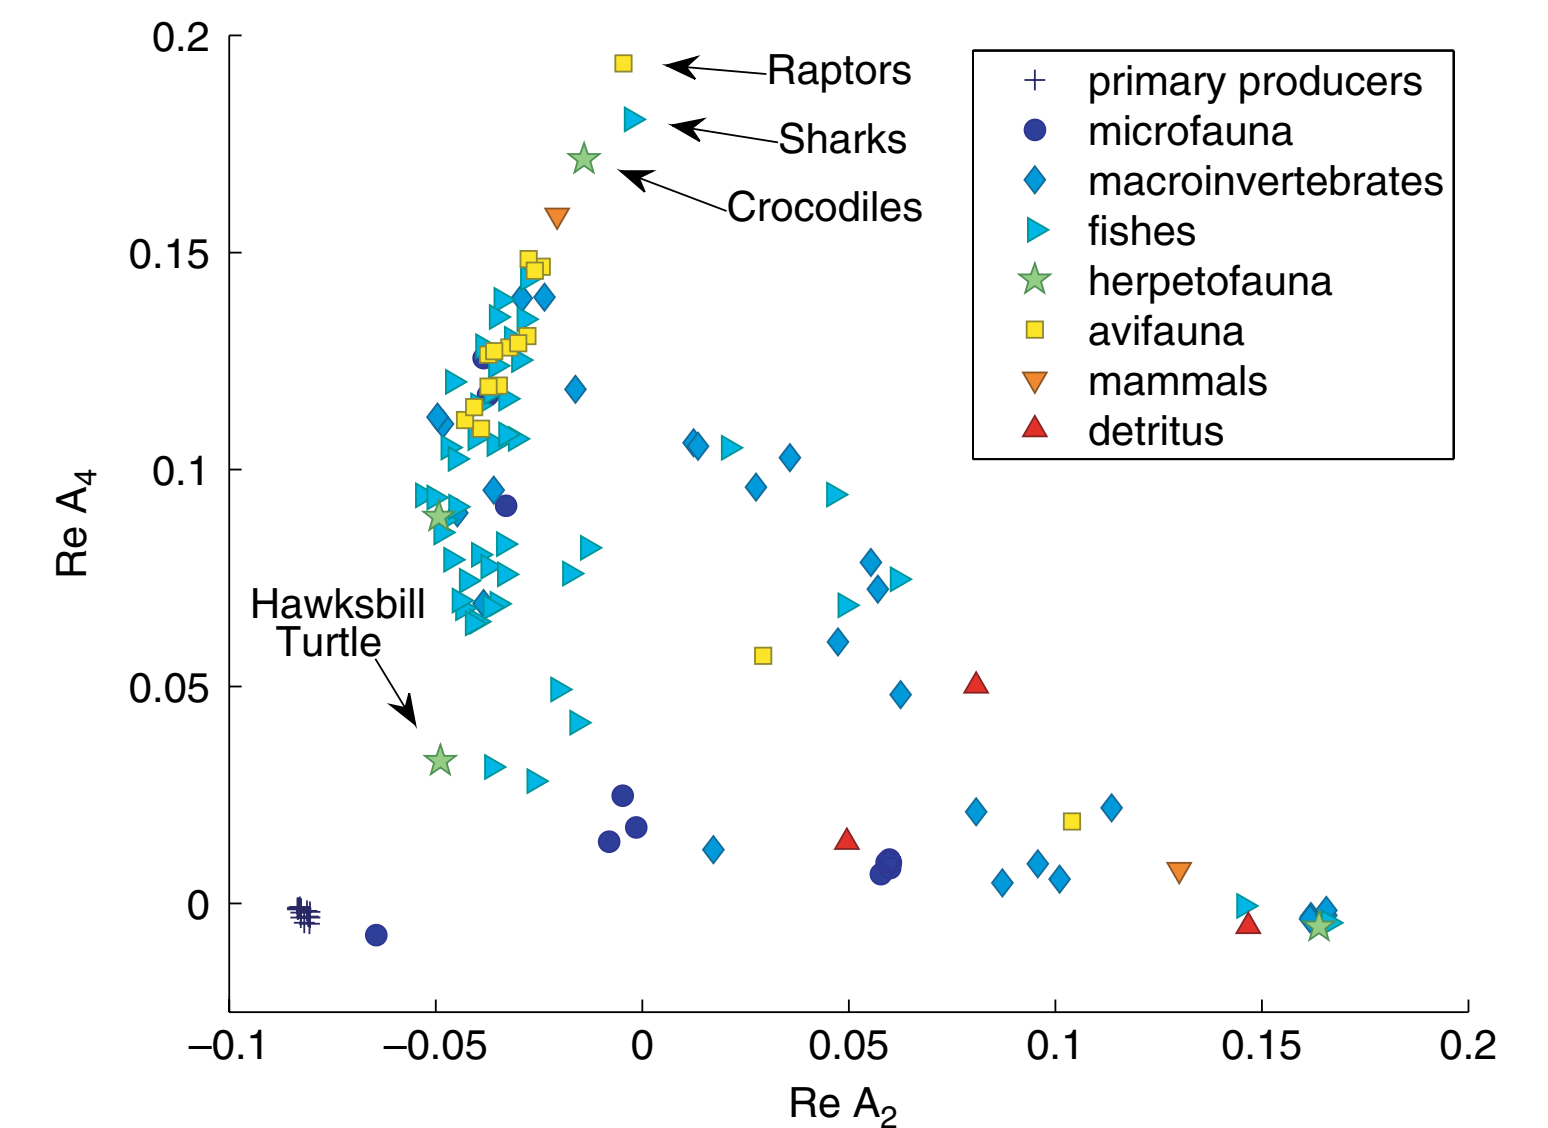 0.2
0.15
0.1
0.05
0
Re A4
Raptors
Sharks
Crocodiles
Hawksbill
Turtle
primary producers
microfauna
macroinvertebrates
fishes
herpetofauna
avifauna
mammals
detritus
−0.1 −0.05 0 0.05 0.1 0.15 0.2
Re A2